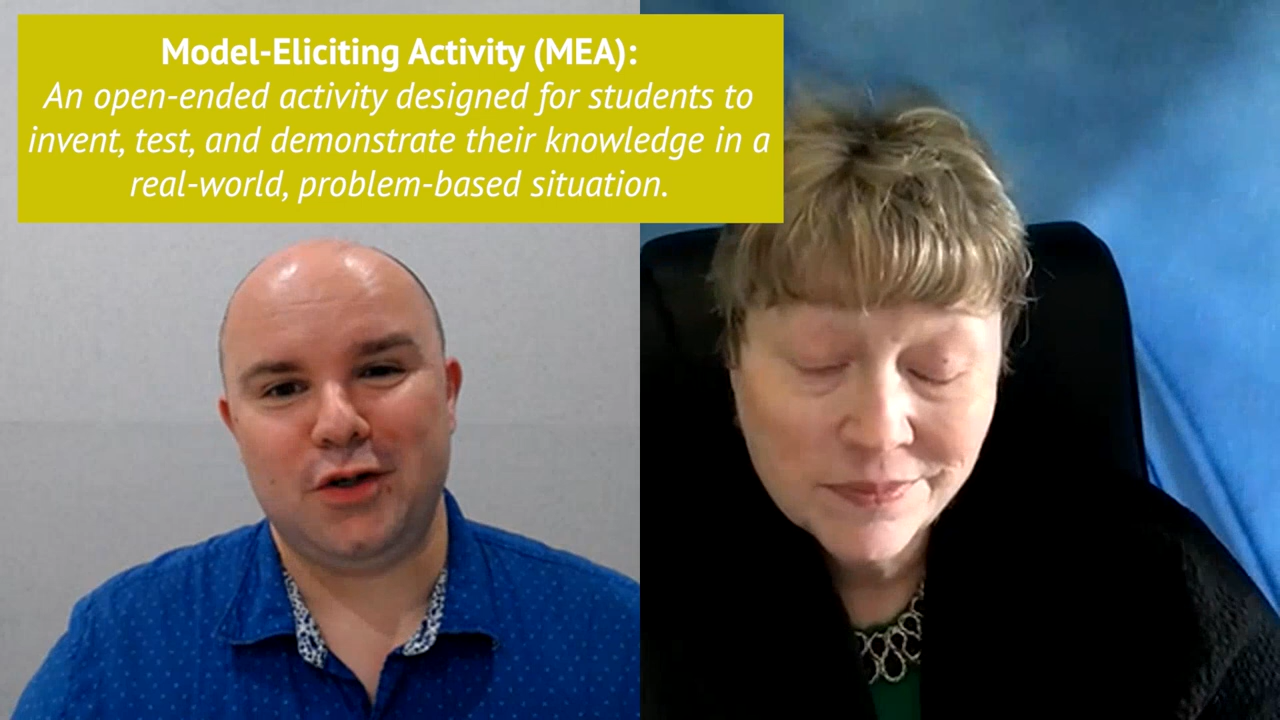 Model-Eliciting Activity (MEA):
An open-ended activity designed for students to
invent, test, and demonstrate their knowledge in a
real-world, problem-based situation.